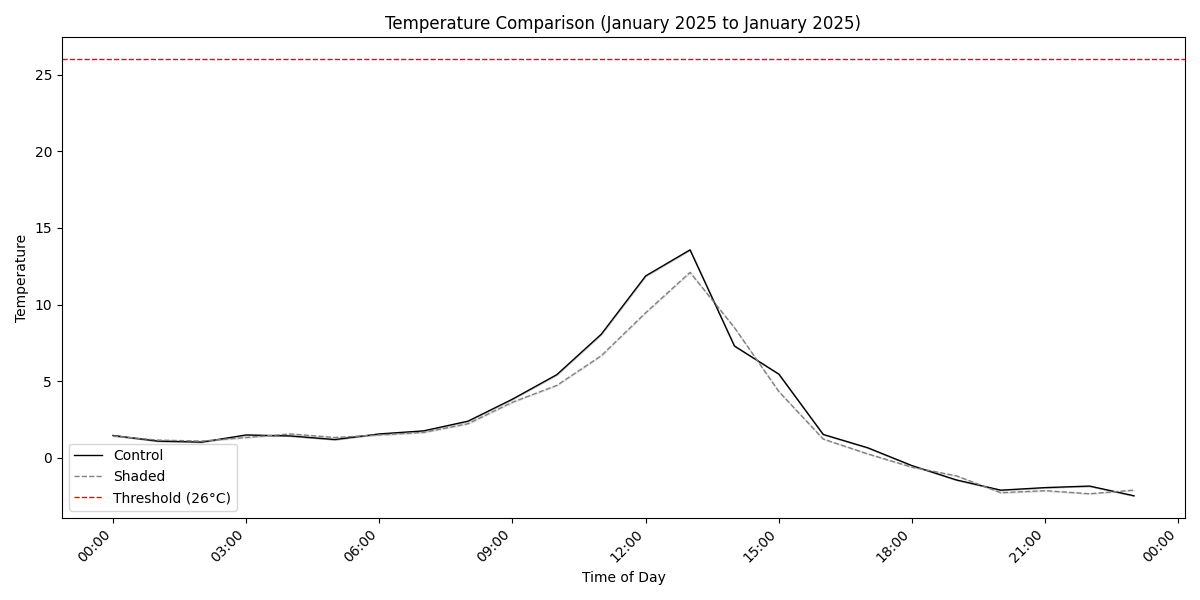 Temperature Comparison (January 2025 to January 2025)
Temperature
25
20
15
10
5
0
Control
Shaded
Threshold (26°C)
00:00
03:00
06:00
09:00
12:00
15:00
18:00
21:00
00:00
Time of Day